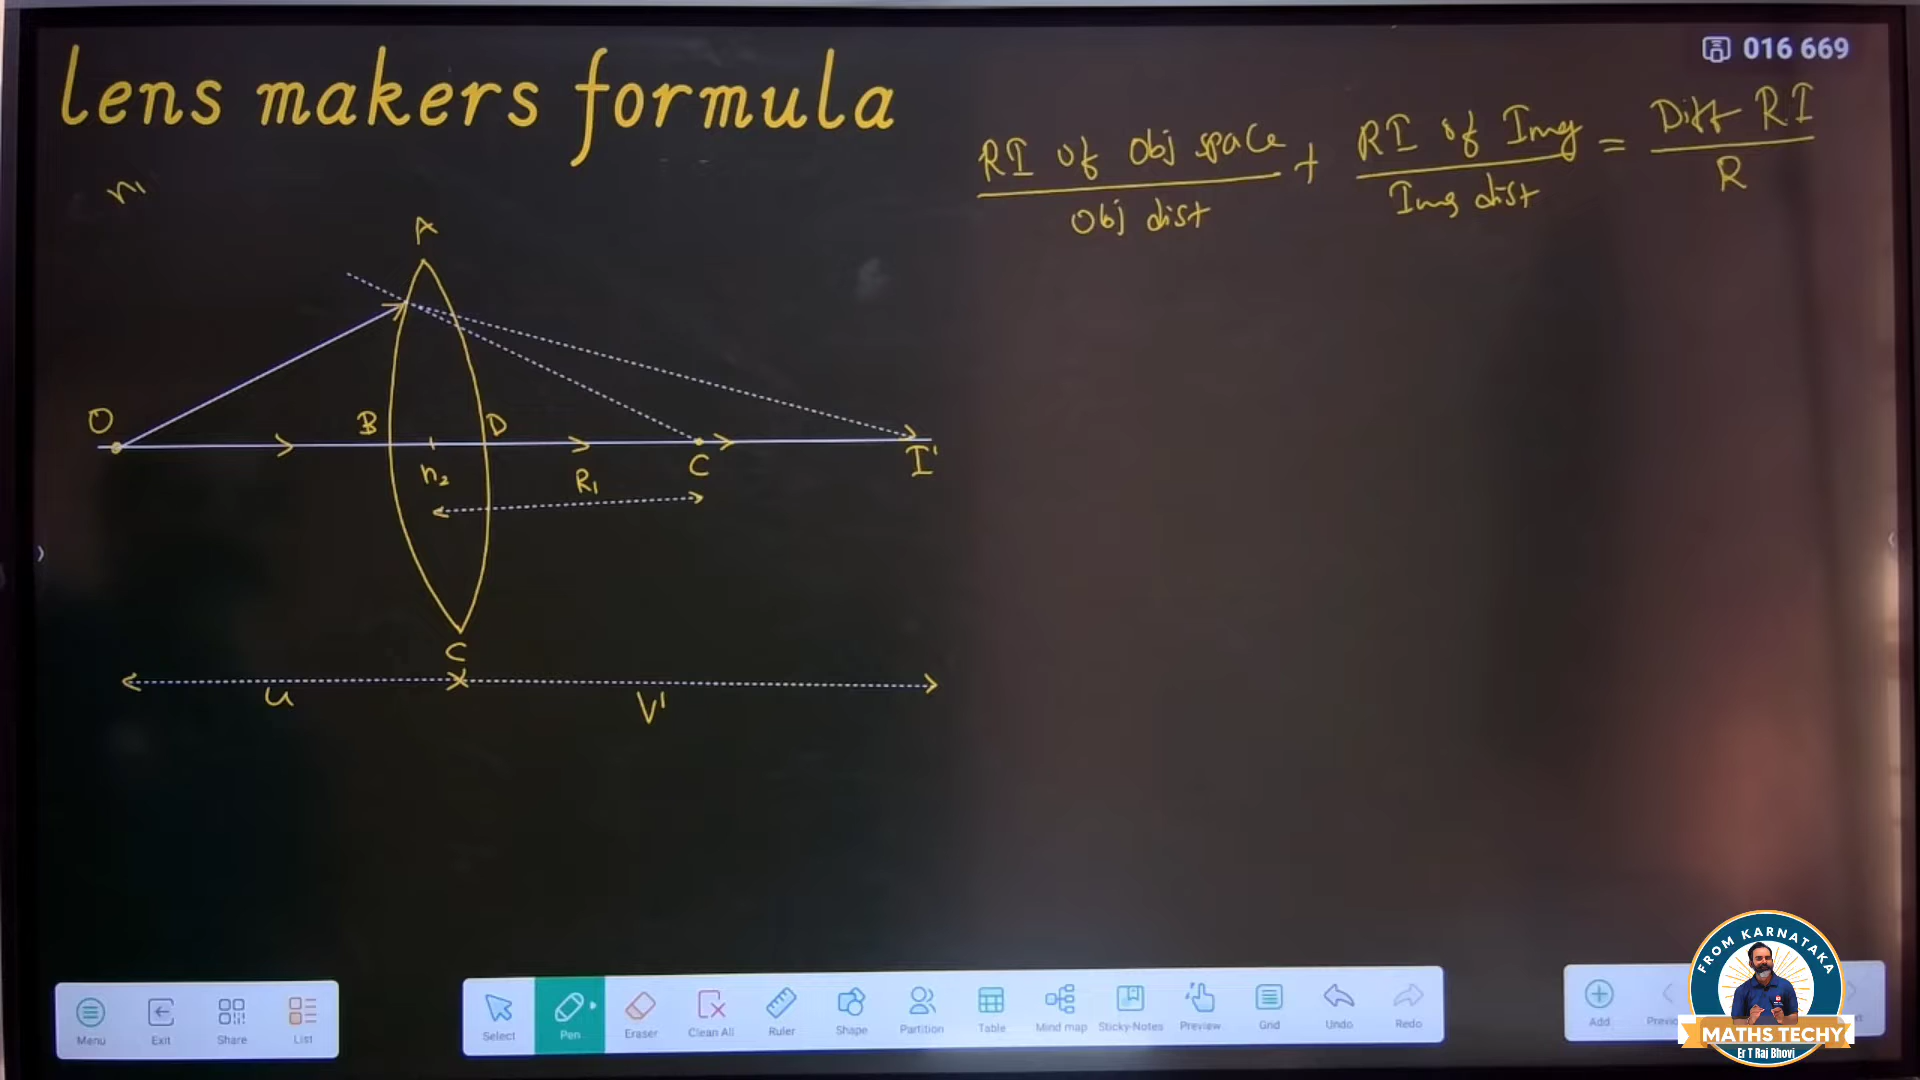 lens makers formula
016 669
RI of Obj space / Obj dist + RI of Img / Img dist = Diff RI / R
n1
A
O
B
D
n2
R1
C
I'
C
u
V'
Menu
Exit
Share
List
Select
Pen
Eraser
Clean All
Ruler
Shape
Partition
Table
Mind map
Sticky-Notes
Preview
Grid
Undo
Redo
Add
FROM KARNATAKA
MATHS TECHY
Er T Raj Bhovi